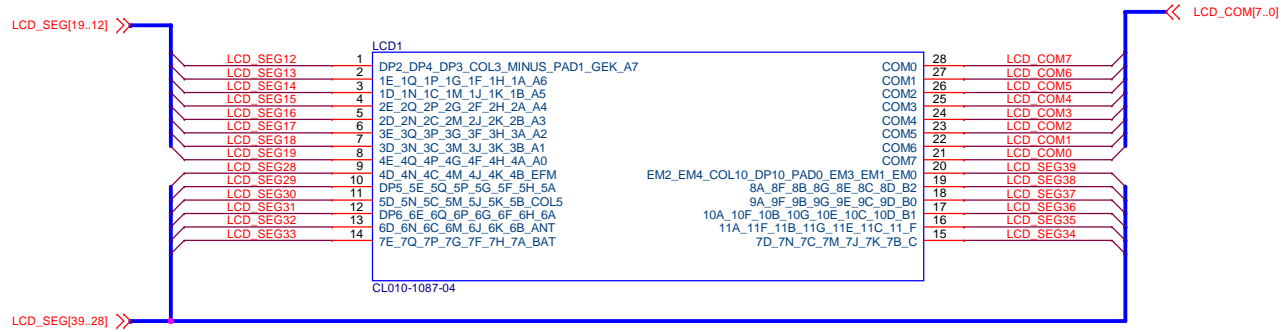 LCD_SEG[19..12]
LCD_COM[7..0]
LCD1
LCD_SEG12 1 DP2_DP4_DP3_COL3_MINUS_PAD1_GEK_A7 COM0 28 LCD_COM7
LCD_SEG13 2 1E_1Q_1P_1G_1F_1H_1A_A6 COM1 27 LCD_COM6
LCD_SEG14 3 1D_1N_1C_1M_1J_1K_1B_A5 COM2 26 LCD_COM5
LCD_SEG15 4 2E_2Q_2P_2G_2F_2H_2A_A4 COM3 25 LCD_COM4
LCD_SEG16 5 2D_2N_2C_2M_2J_2K_2B_A3 COM4 24 LCD_COM3
LCD_SEG17 6 3E_3Q_3P_3G_3F_3H_3A_A2 COM5 23 LCD_COM2
LCD_SEG18 7 3D_3N_3C_3M_3J_3K_3B_A1 COM6 22 LCD_COM1
LCD_SEG19 8 4E_4Q_4P_4G_4F_4H_4A_A0 COM7 21 LCD_COM0
LCD_SEG28 9 4D_4N_4C_4M_4J_4K_4B_EFM EM2_EM4_COL10_DP10_PAD0_EM3_EM1_EM0 20 LCD_SEG39
LCD_SEG29 10 DP5_5E_5Q_5P_5G_5F_5H_5A 8A_8F_8B_8G_8E_8C_8D_B2 19 LCD_SEG38
LCD_SEG30 11 5D_5N_5C_5M_5J_5K_5B_COL5 9A_9F_9B_9G_9E_9C_9D_B0 18 LCD_SEG37
LCD_SEG31 12 DP6_6E_6Q_6P_6G_6F_6H_6A 10A_10F_10B_10G_10E_10C_10D_B1 17 LCD_SEG36
LCD_SEG32 13 6D_6N_6C_6M_6J_6K_6B_ANT 11A_11F_11B_11G_11E_11C_11_F 16 LCD_SEG35
LCD_SEG33 14 7E_7Q_7P_7G_7F_7H_7A_BAT 7D_7N_7C_7M_7J_7K_7B_C 15 LCD_SEG34
CL010-1087-04
LCD_SEG[39..28]